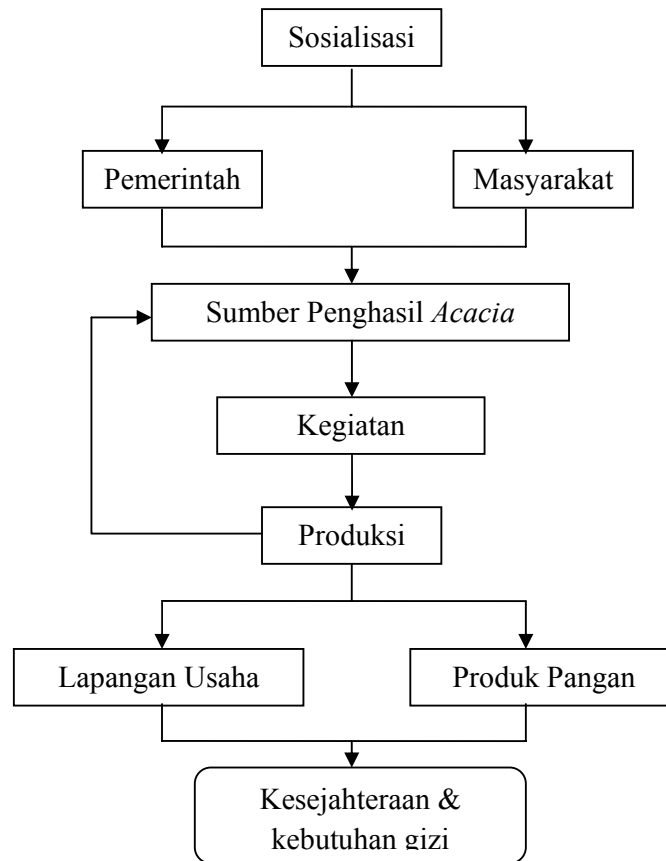 Sosialisasi
Pemerintah
Masyarakat
Sumber Penghasil Acacia
Kegiatan
Produksi
Lapangan Usaha
Produk Pangan
Kesejahteraan &
kebutuhan gizi